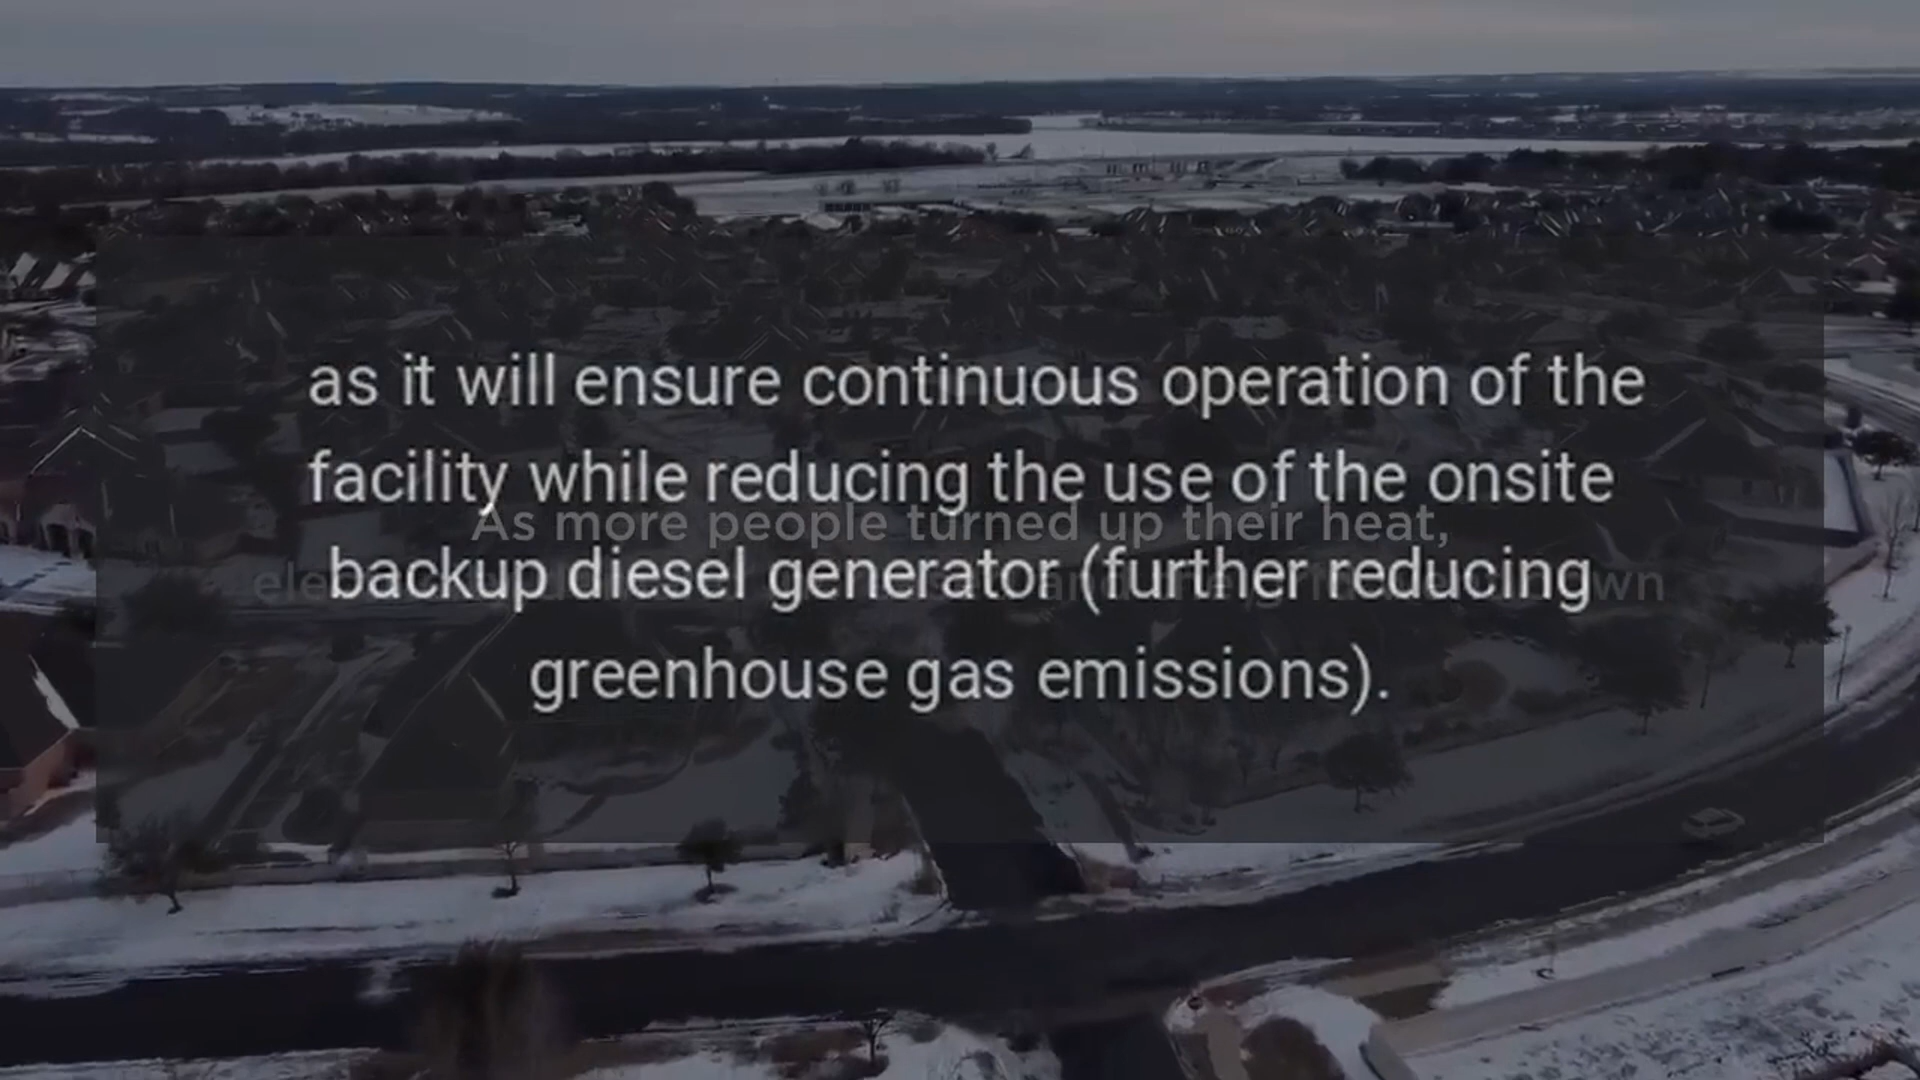 as it will ensure continuous operation of the
facility while reducing the use of the onsite
As more people turned up their heat,
backup diesel generator (further reducing
greenhouse gas emissions).